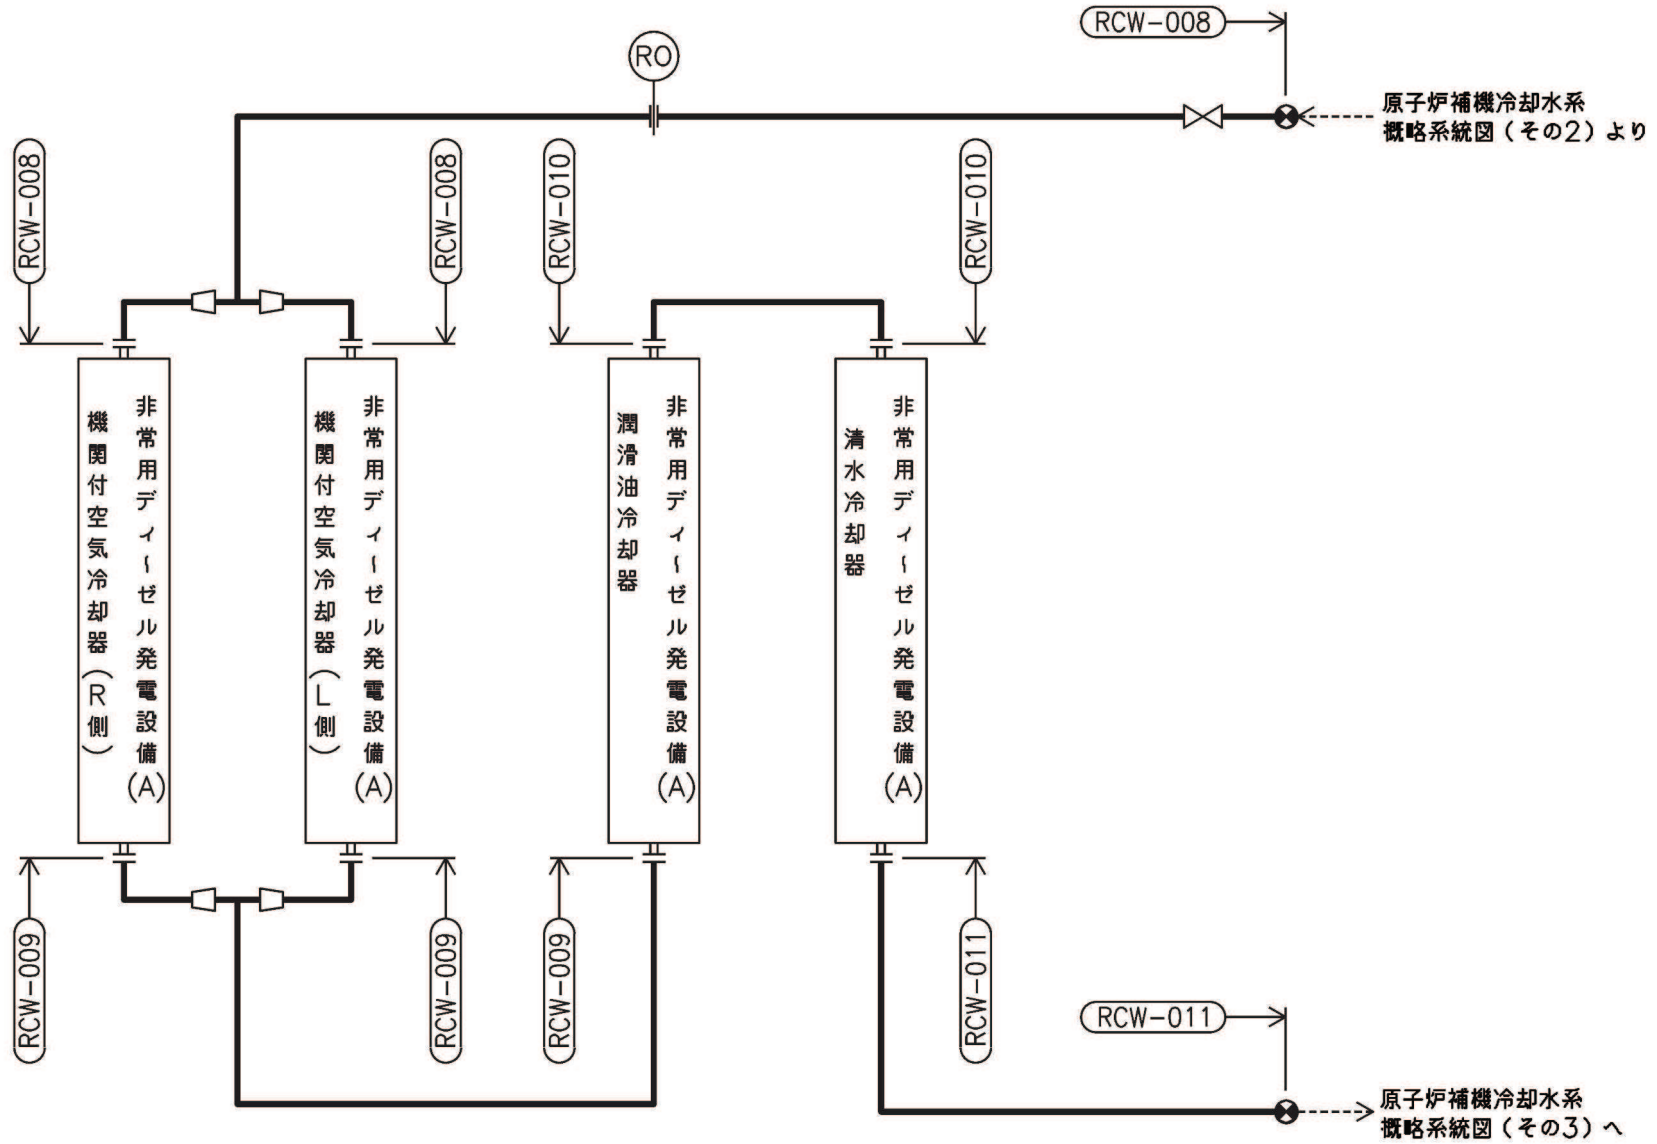 RCW-008
RO
原子炉補機冷却水系
概略系統図（その2）より
RCW-008
RCW-008
RCW-010
RCW-010
非常用ディーゼル発電設備(A)
機関付空気冷却器(R側)
非常用ディーゼル発電設備(A)
機関付空気冷却器(L側)
非常用ディーゼル発電設備(A)
潤滑油冷却器
非常用ディーゼル発電設備(A)
清水冷却器
RCW-009
RCW-009
RCW-009
RCW-011
RCW-011
原子炉補機冷却水系
概略系統図（その3）へ